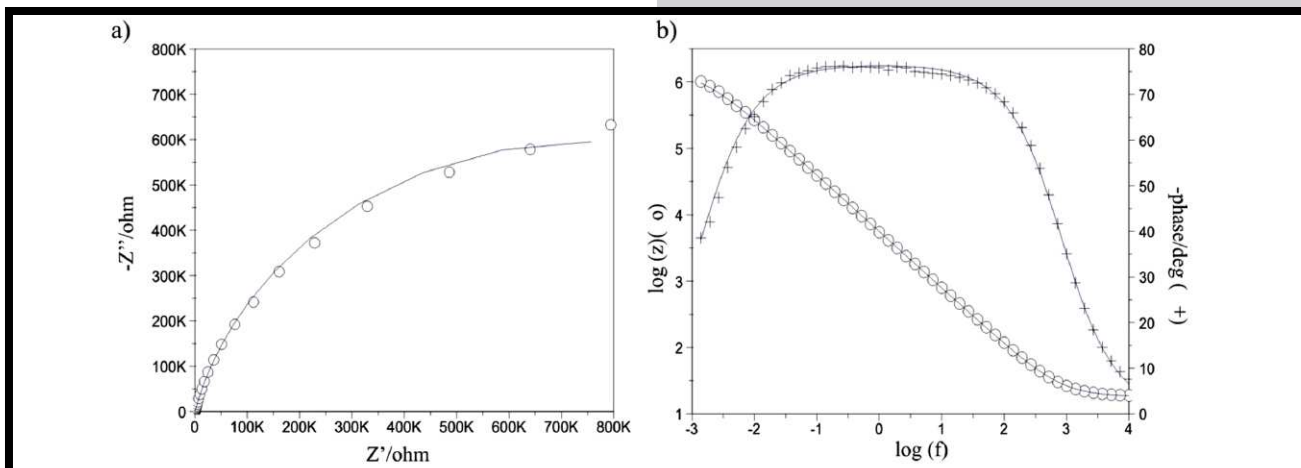 a)
800K
700K
600K
500K
400K
300K
200K
100K
0
-Z''/ohm
0 100K 200K 300K 400K 500K 600K 700K 800K
Z'/ohm
b)
6
5
4
3
2
1
log (z)( o)
80
70
60
50
40
30
20
10
0
-phase/deg ( +)
-3 -2 -1 0 1 2 3 4
log (f)